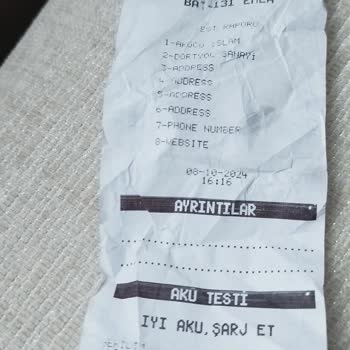 EST RAPORU
1-AKÜCÜ İSLAM
2-DÖRTYOL SANAYİ
3-ADDRESS
4-ADDRESS
5-ADDRESS
6-ADDRESS
7-PHONE NUMBER
8-WEBSITE
08-10-2024
16:16
AYRINTILAR
AKÜ TESTİ
İYİ AKÜ,ŞARJ ET